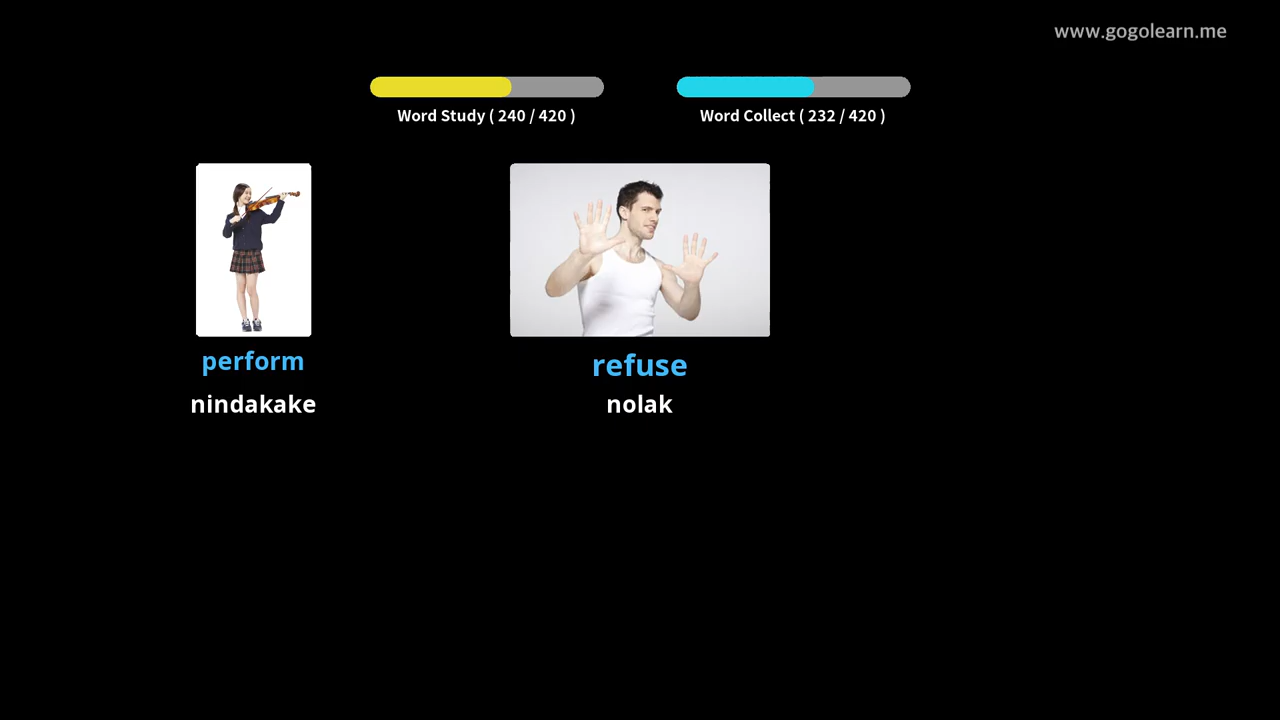 www.gogolearn.me
Word Study ( 240 / 420 )
Word Collect ( 232 / 420 )
perform
refuse
nindakake
nolak